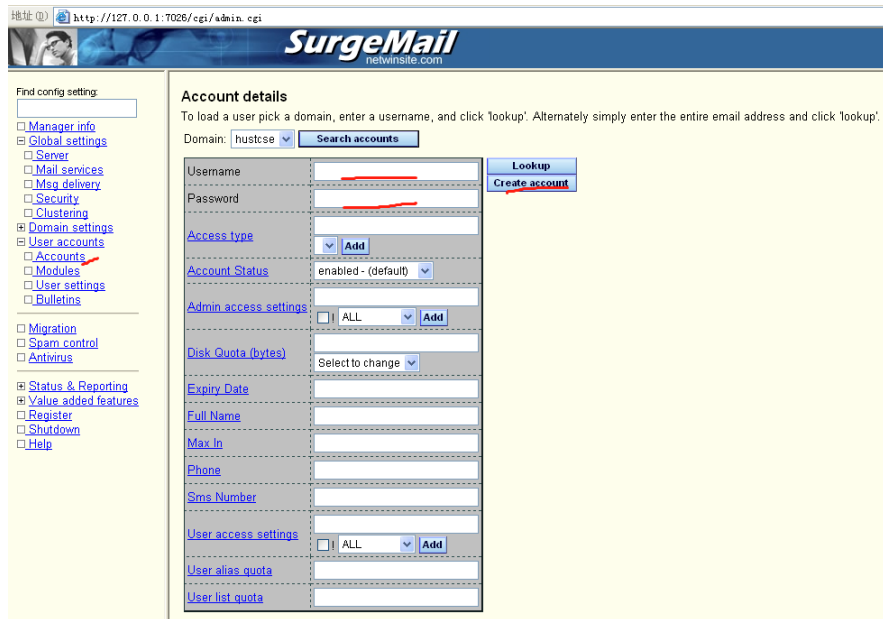 地址(D) http://127.0.0.1:7026/cgi/admin.cgi
SurgeMail
netwinsite.com
Find config setting:
Manager info
Global settings
Server
Mail services
Msg delivery
Security
Clustering
Domain settings
User accounts
Accounts
Modules
User settings
Bulletins
Migration
Spam control
Antivirus
Status & Reporting
Value added features
Register
Shutdown
Help
Account details
To load a user pick a domain, enter a username, and click 'lookup'. Alternately simply enter the entire email address and click 'lookup'.
Domain: hustcse Search accounts
Username Lookup
Create account
Password
Access type
Add
Account Status enabled - (default)
Admin access settings
! ALL Add
Disk Quota (bytes)
Select to change
Expiry Date
Full Name
Max In
Phone
Sms Number
User access settings
! ALL Add
User alias quota
User list quota